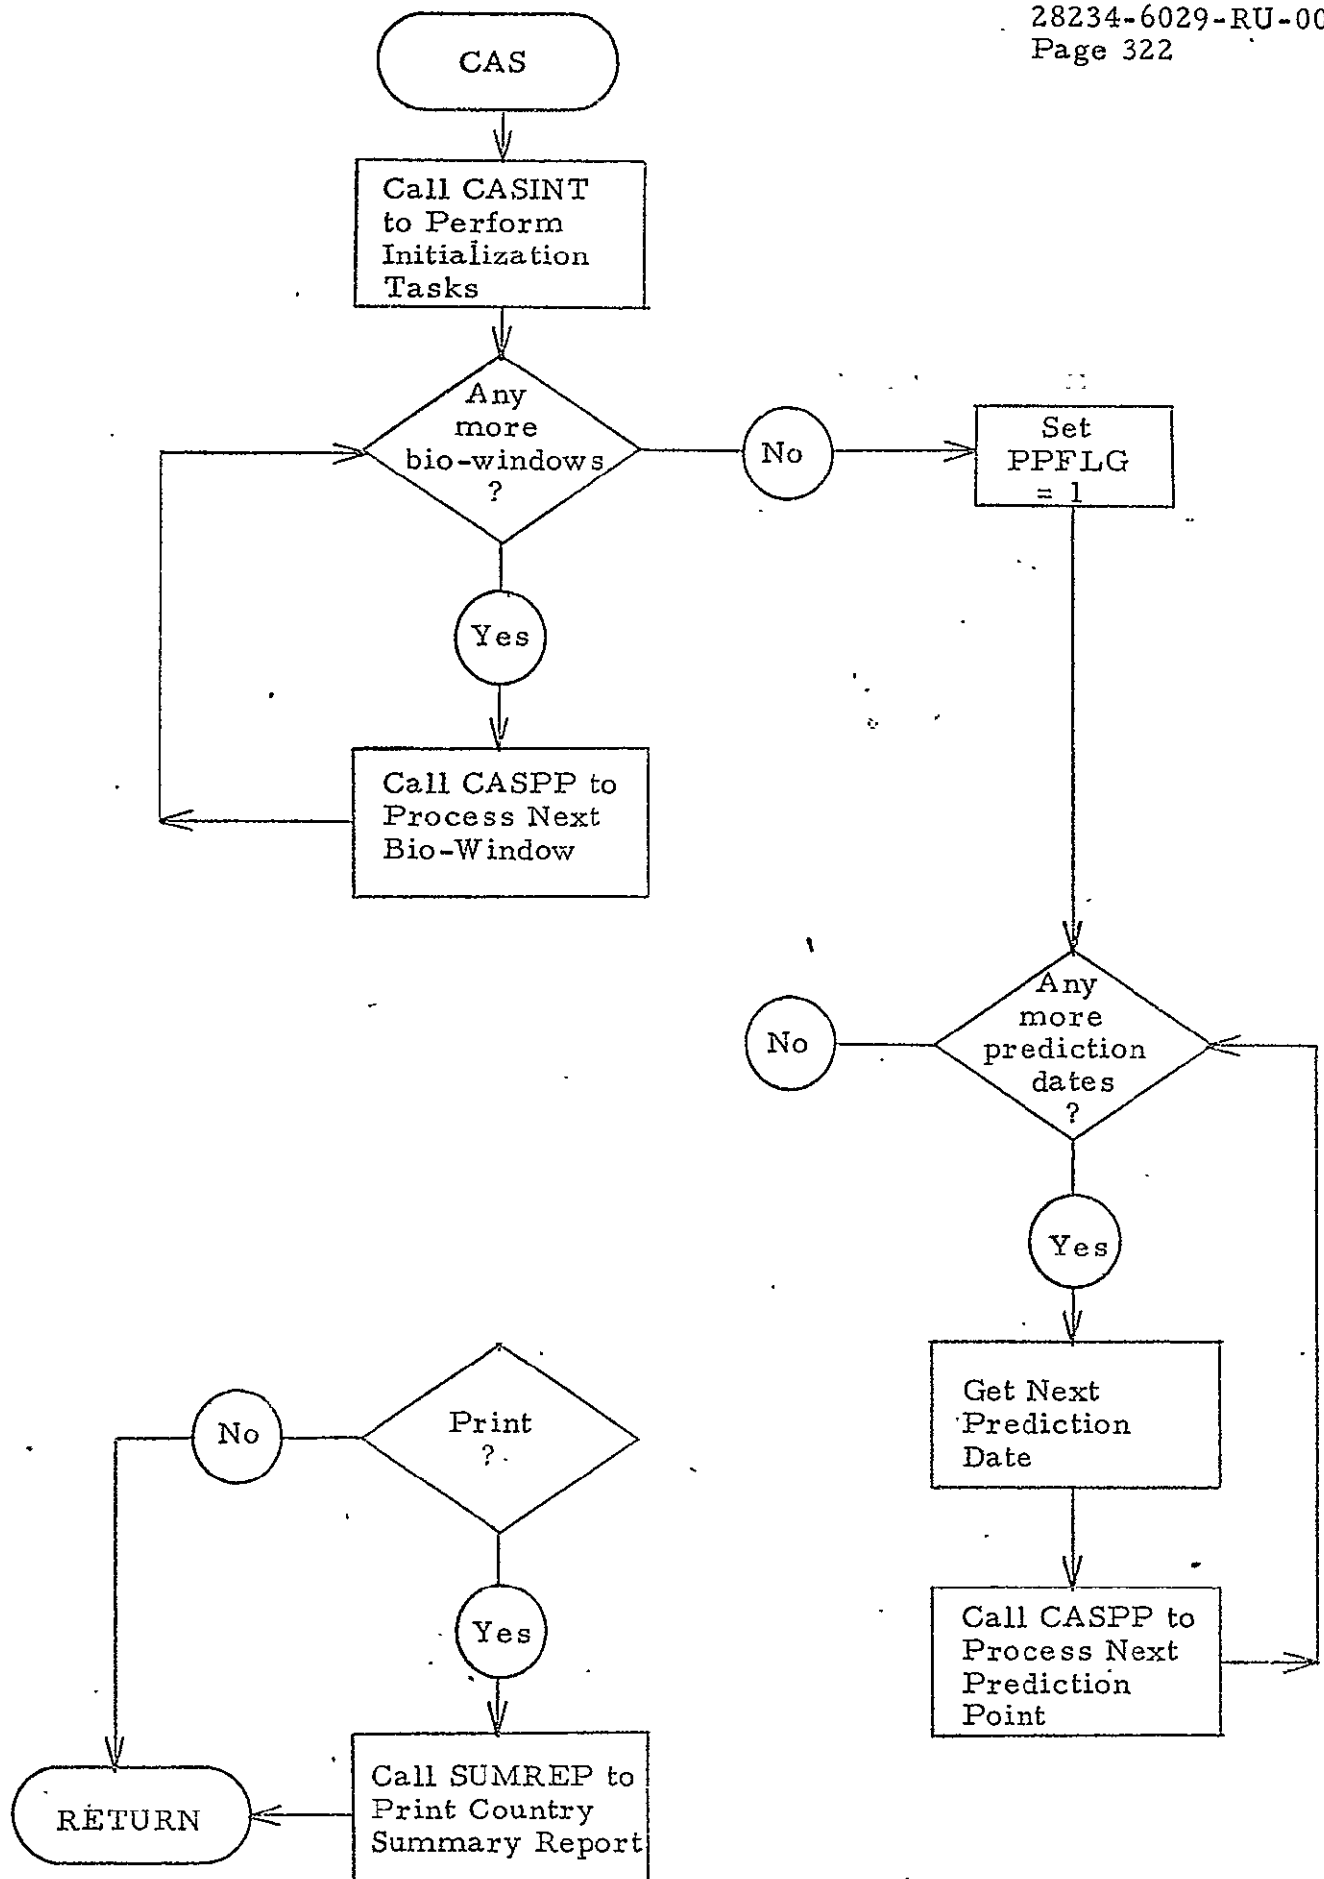 28234-6029-RU-00
Page 322
CAS
Call CASINT
to Perform
Initialization
Tasks
Any
more
bio-windows
?
No
Set
PPFLG
= 1
Yes
Call CASPP to
Process Next
Bio-Window
Any
more
prediction
dates
?
No
Yes
Get Next
Prediction
Date
Call CASPP to
Process Next
Prediction
Point
Print
?
No
Yes
Call SUMREP to
Print Country
Summary Report
RETURN